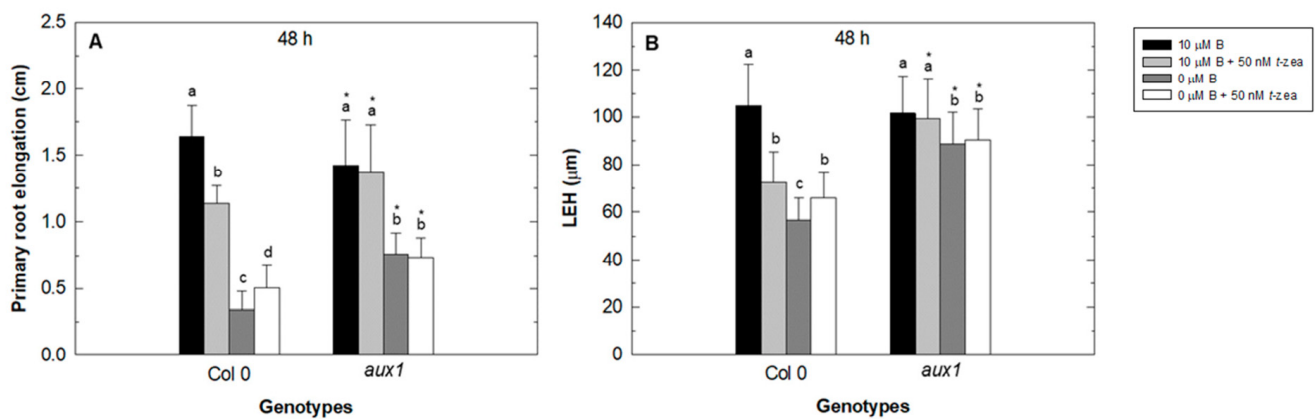 A
48 h
Primary root elongation (cm)
2.5
2.0
1.5
1.0
0.5
0.0
a
b
c
d
* *
a a
* *
b b
Col 0
aux1
Genotypes
B
48 h
LEH (μm)
140
120
100
80
60
40
20
0
a
b
c
b
a
*
a
* *
b b
Col 0
aux1
Genotypes
10 μM B
10 μM B + 50 nM t-zea
0 μM B
0 μM B + 50 nM t-zea